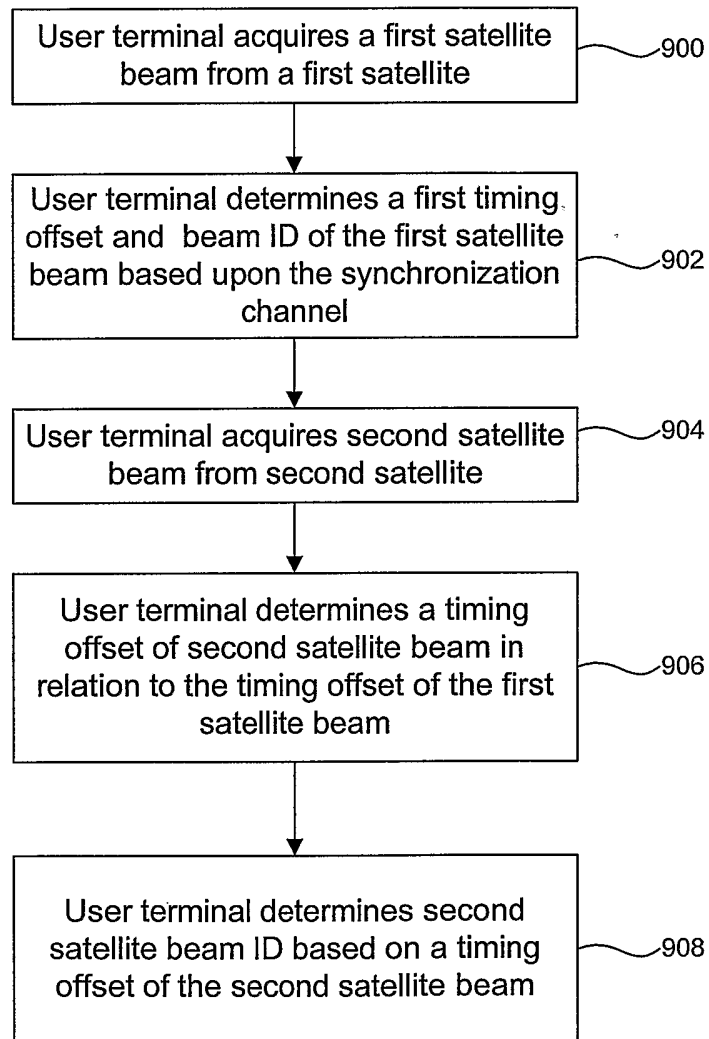 User terminal acquires a first satellite
beam from a first satellite
900
User terminal determines a first timing
offset and beam ID of the first satellite
beam based upon the synchronization
channel
902
User terminal acquires second satellite
beam from second satellite
904
User terminal determines a timing
offset of second satellite beam in
relation to the timing offset of the first
satellite beam
906
User terminal determines second
satellite beam ID based on a timing
offset of the second satellite beam
908